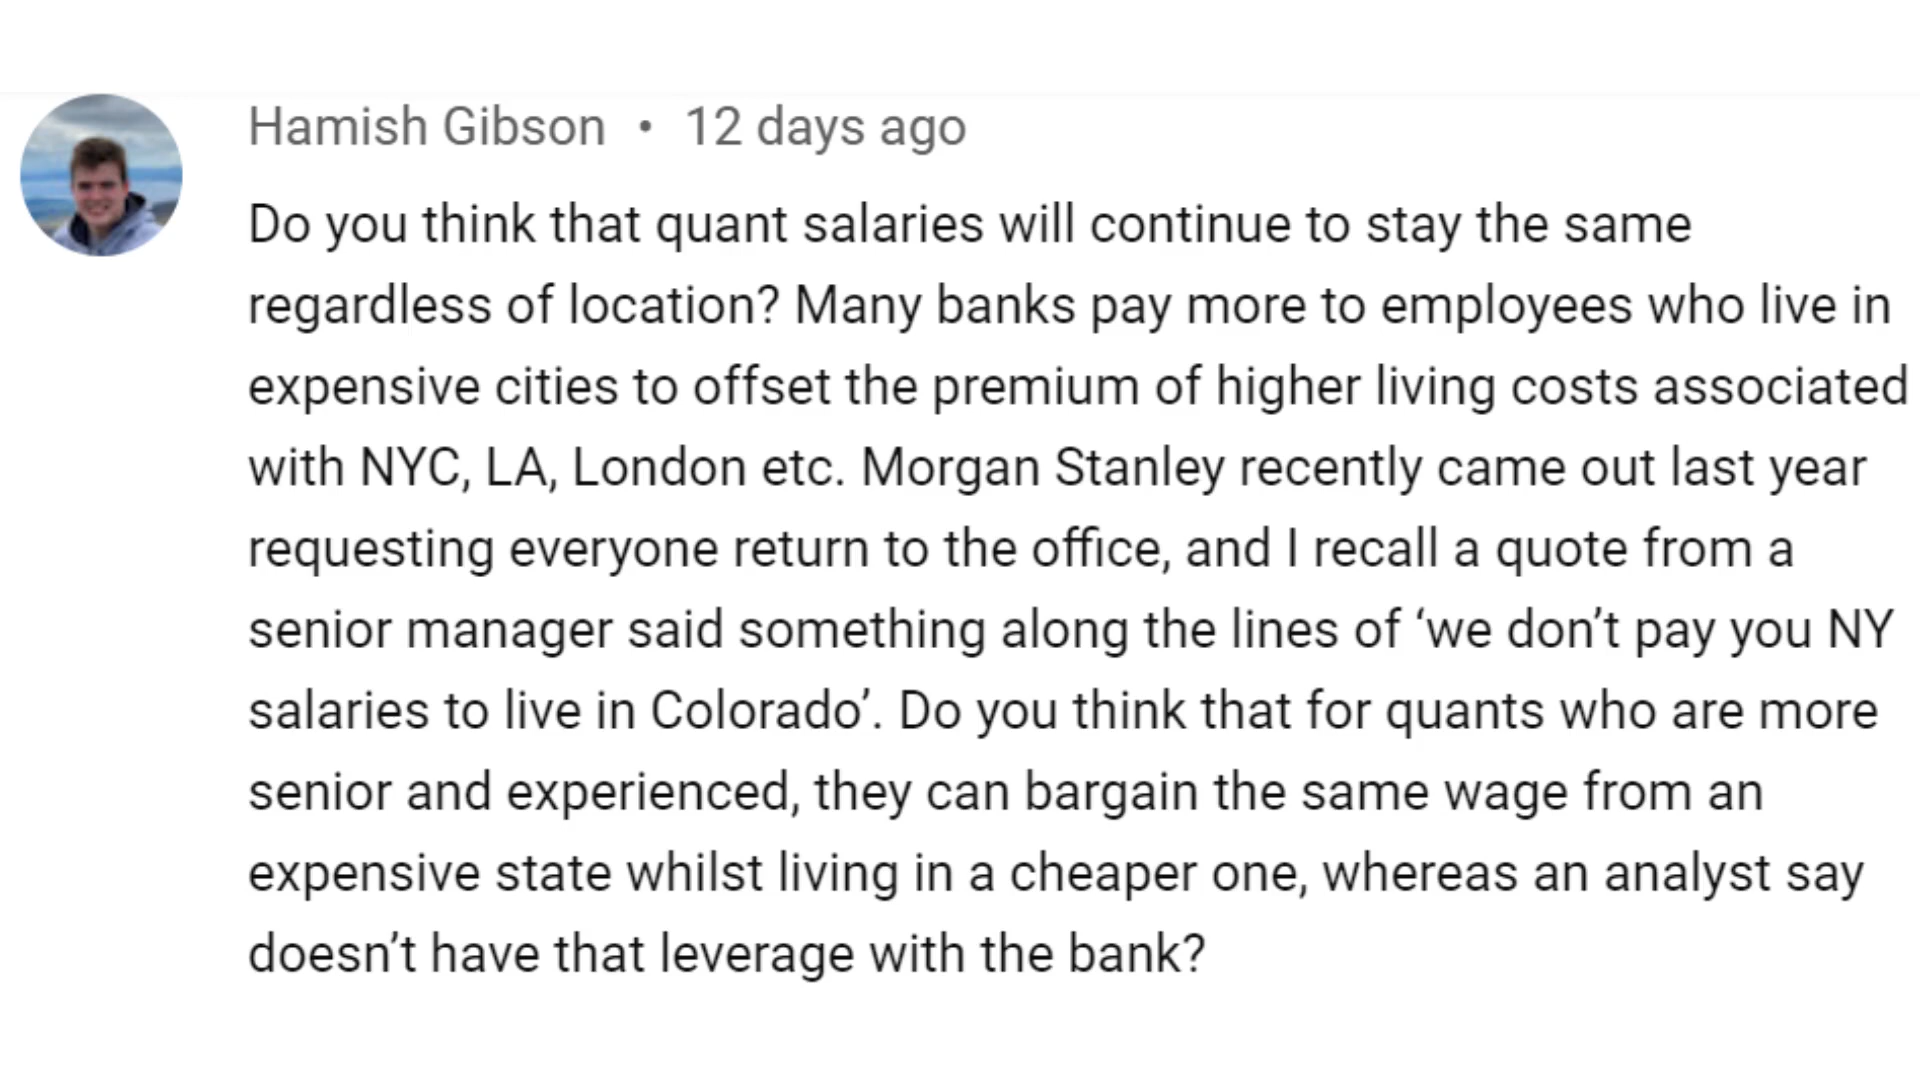 Hamish Gibson • 12 days ago
Do you think that quant salaries will continue to stay the same
regardless of location? Many banks pay more to employees who live in
expensive cities to offset the premium of higher living costs associated
with NYC, LA, London etc. Morgan Stanley recently came out last year
requesting everyone return to the office, and I recall a quote from a
senior manager said something along the lines of ‘we don’t pay you NY
salaries to live in Colorado’. Do you think that for quants who are more
senior and experienced, they can bargain the same wage from an
expensive state whilst living in a cheaper one, whereas an analyst say
doesn’t have that leverage with the bank?